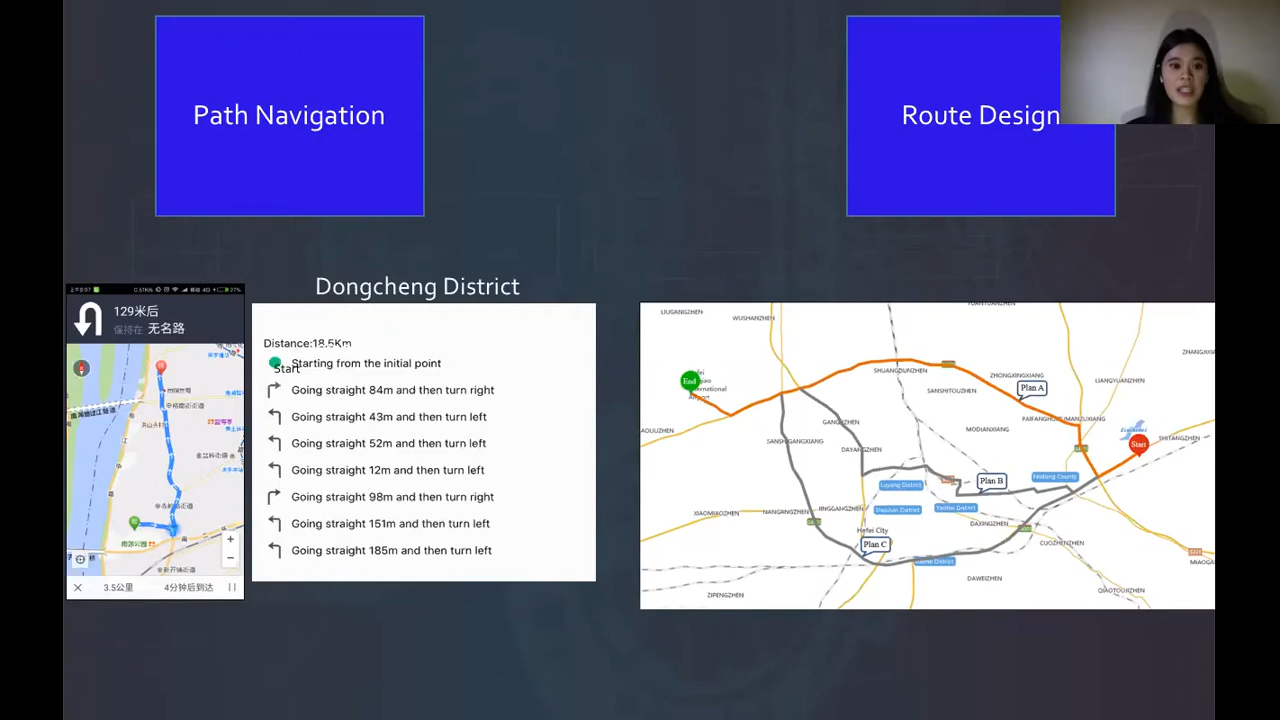 Path Navigation
Route Design
Dongcheng District
129米后
保持在 无名路
3.5公里
4分钟后到达
Distance:18.5Km
Start
Starting from the initial point
Going straight 84m and then turn right
Going straight 43m and then turn left
Going straight 52m and then turn left
Going straight 12m and then turn left
Going straight 98m and then turn right
Going straight 151m and then turn left
Going straight 185m and then turn left
LIUGANGZHEN
WUSHANZHEN
SHUANGDUNZHEN
ZHONGXINGXIANG
End
Airport
Plan A
LIANGYUANZHEN
SANSHITOUZHEN
GANGJIZHEN
MODIANXIANG
Start
SHITANGZHEN
DAYANGZHEN
Plan B
Feidong County
Luyang District
Yaohai District
Shushan District
XIAOMIAOZHEN
NANGANGZHEN
JINGGANGZHEN
DAXINGZHEN
Hefei City
Plan C
CUOZHENZHEN
DAWEIZHEN
ZIPENGZHEN
QIAOTOUJIZHEN